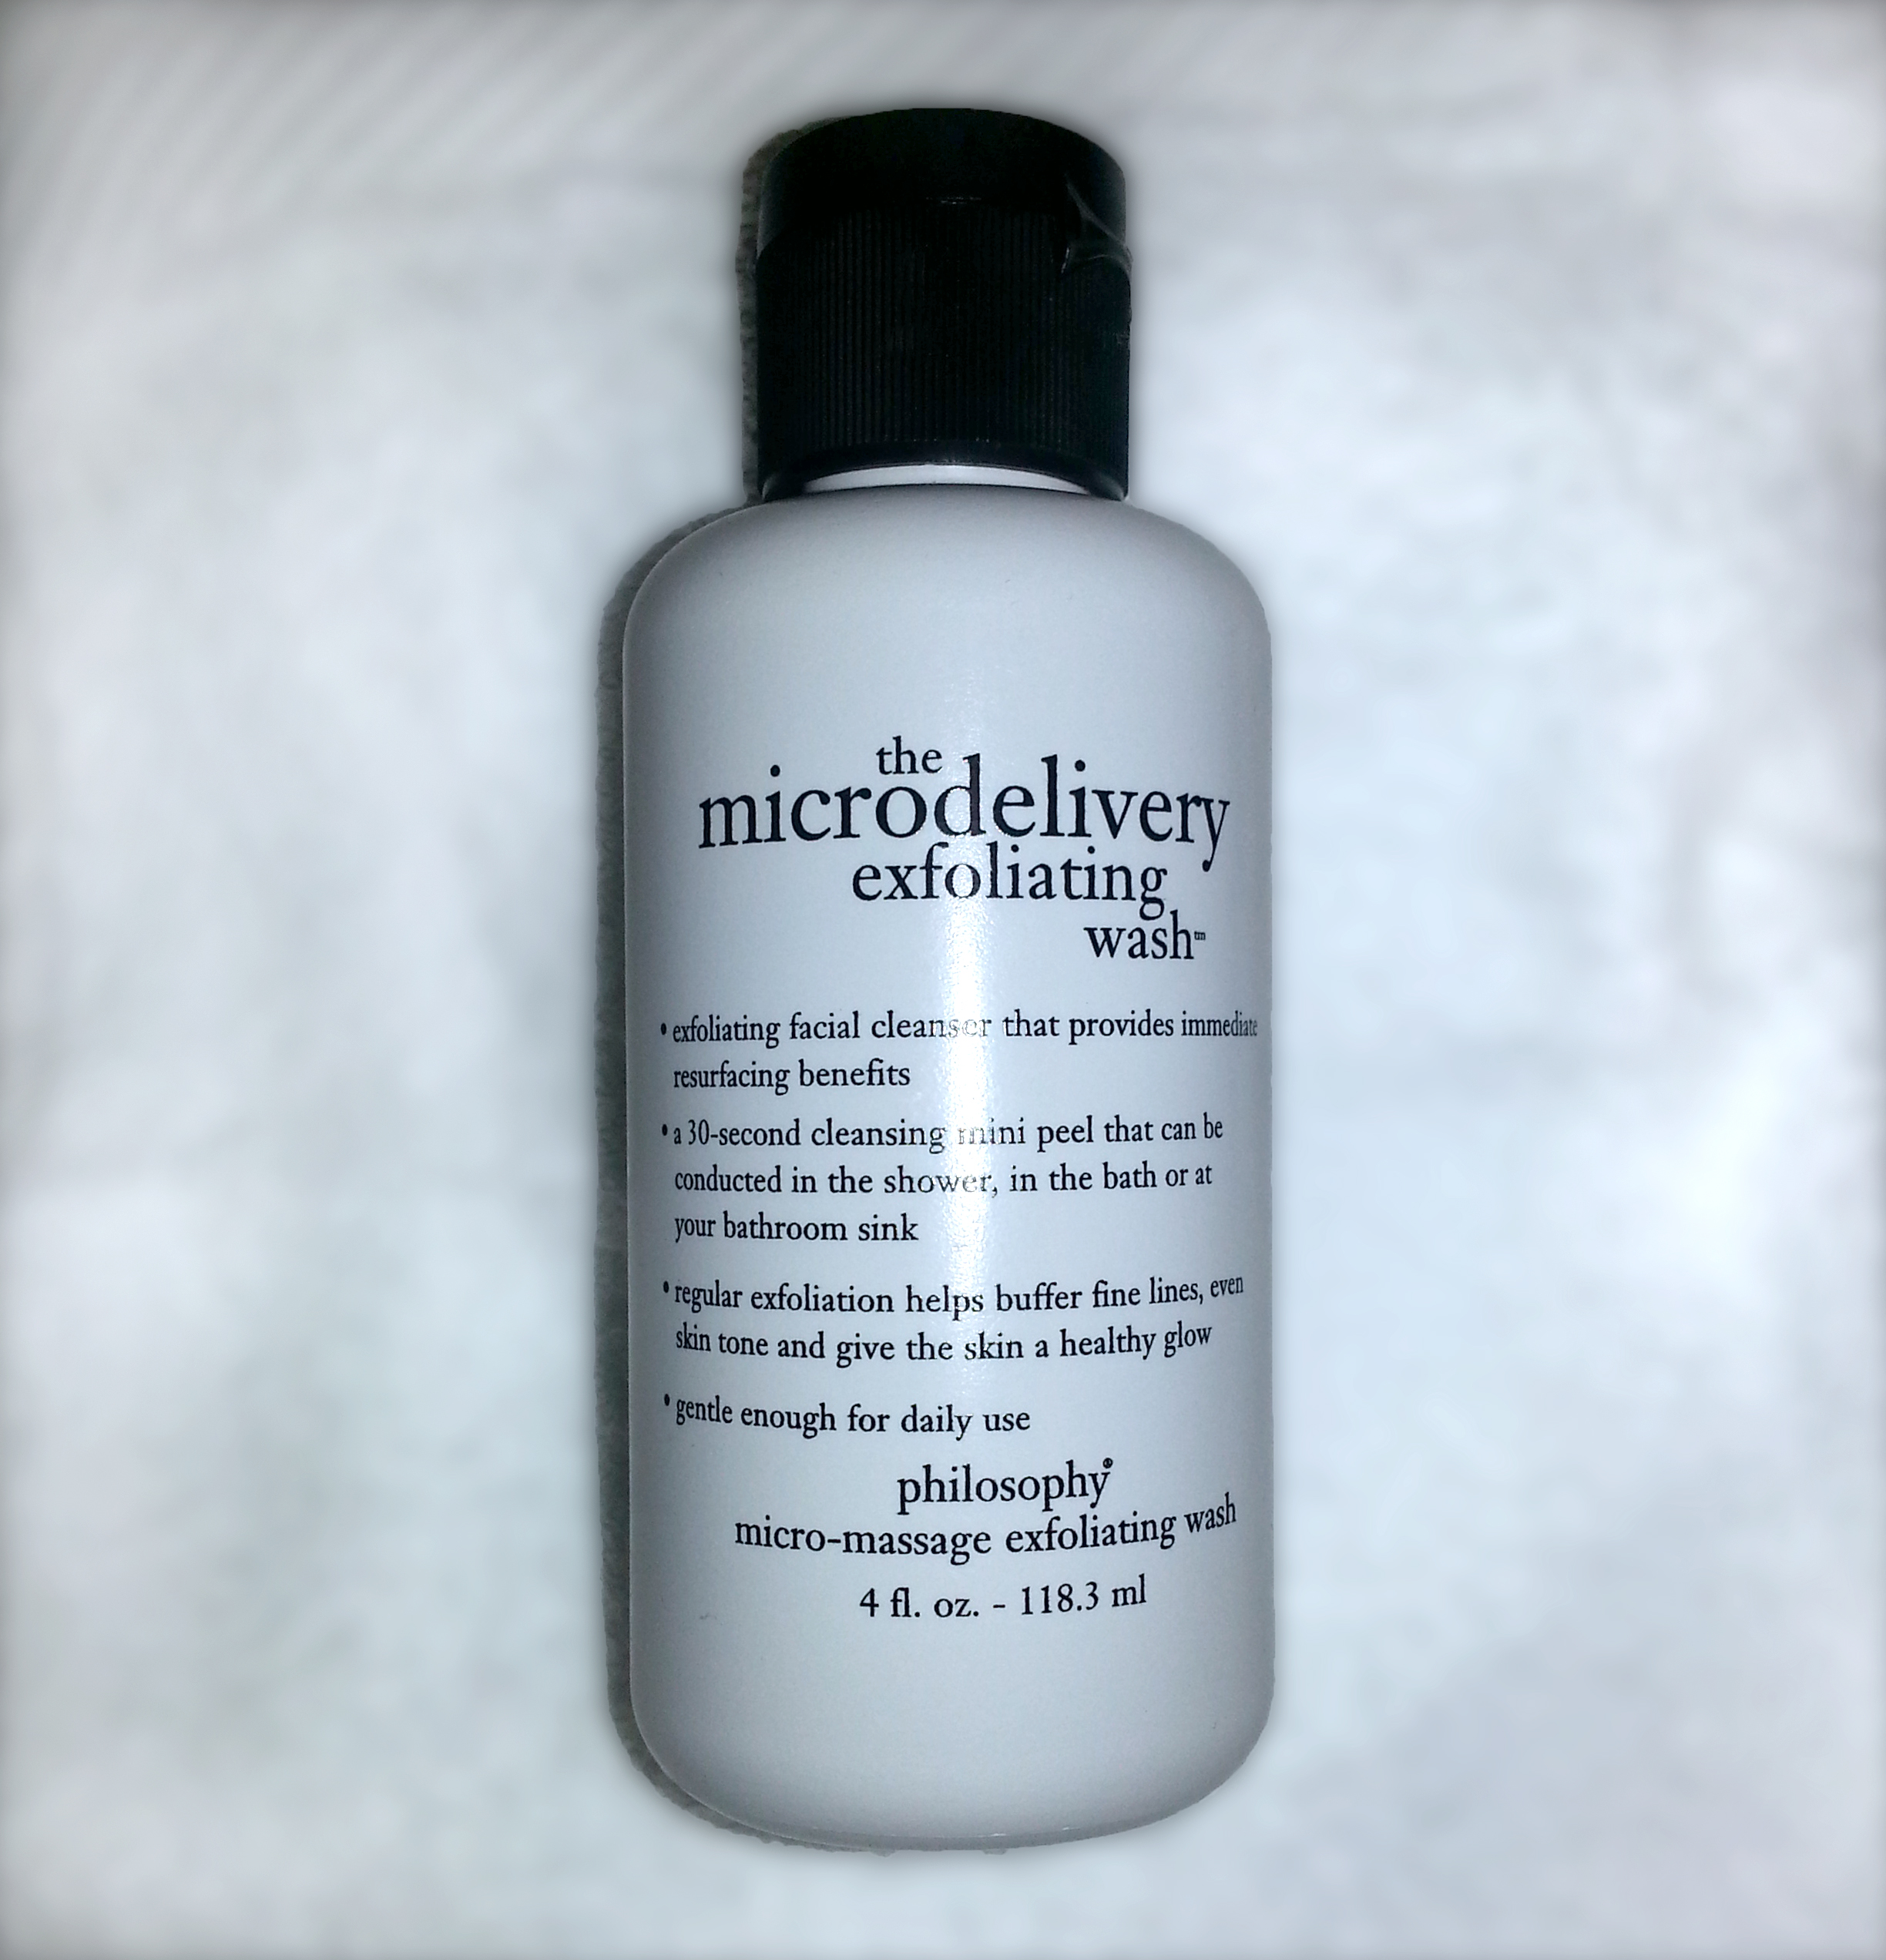 the
microdelivery
exfoliating
wash™
• exfoliating facial cleanser that provides immediate
resurfacing benefits
• a 30-second cleansing mini peel that can be
conducted in the shower, in the bath or at
your bathroom sink
• regular exfoliation helps buffer fine lines, even
skin tone and give the skin a healthy glow
• gentle enough for daily use
philosophy®
micro-massage exfoliating wash
4 fl. oz. - 118.3 ml